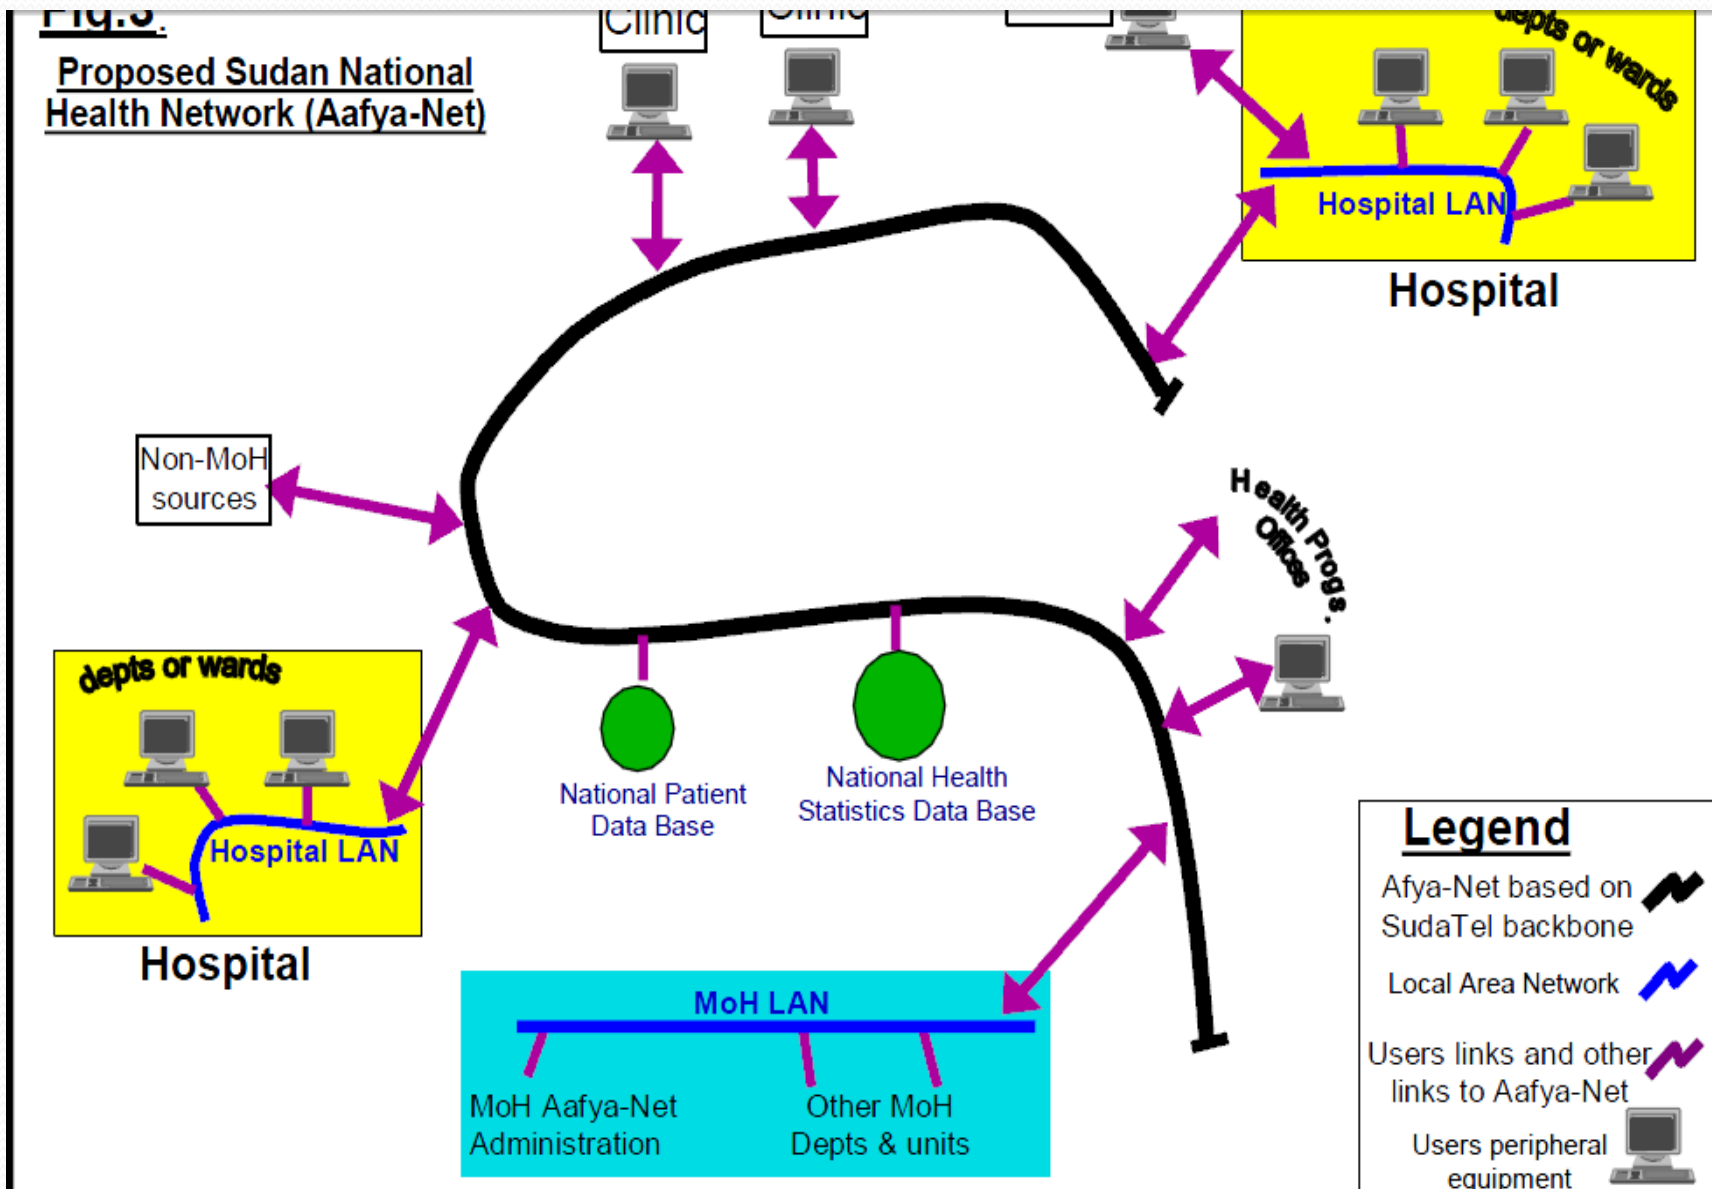 Fig.3.
Proposed Sudan National
Health Network (Aafya-Net)
Clinic
Clinic
depts or wards
Hospital LAN
Hospital
Non-MoH
sources
Health Progs.
Offices
depts or wards
Hospital LAN
Hospital
National Patient
Data Base
National Health
Statistics Data Base
MoH LAN
MoH Aafya-Net
Administration
Other MoH
Depts & units
Legend
Afya-Net based on
SudaTel backbone
Local Area Network
Users links and other
links to Aafya-Net
Users peripheral
equipment